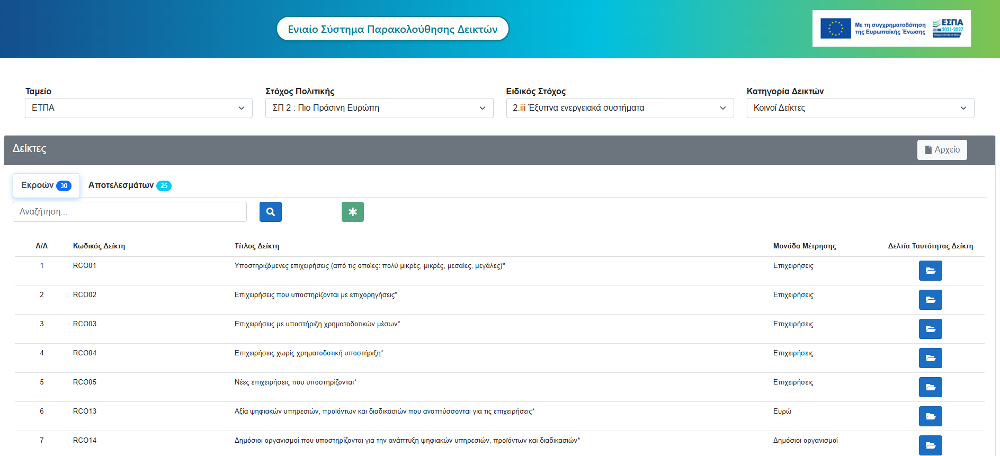 Ενιαίο Σύστημα Παρακολούθησης Δεικτών
Με τη συγχρηματοδότηση
της Ευρωπαϊκής Ένωσης
ΕΣΠΑ
2021-2027
Ταμείο
Στόχος Πολιτικής
Ειδικός Στόχος
Κατηγορία Δεικτών
ΕΤΠΑ
ΣΠ 2 : Πιο Πράσινη Ευρώπη
2.iii Έξυπνα ενεργειακά συστήματα
Κοινοί Δείκτες
Δείκτες
Αρχείο
Εκροών 30
Αποτελεσμάτων 25
Αναζήτηση...
Α/Α Κωδικός Δείκτη Τίτλος Δείκτη Μονάδα Μέτρησης Δελτία Ταυτότητας Δείκτη
1 RCO01 Υποστηριζόμενες επιχειρήσεις (από τις οποίες: πολύ μικρές, μικρές, μεσαίες, μεγάλες)* Επιχειρήσεις
2 RCO02 Επιχειρήσεις που υποστηρίζονται με επιχορηγήσεις* Επιχειρήσεις
3 RCO03 Επιχειρήσεις με υποστήριξη χρηματοδοτικών μέσων* Επιχειρήσεις
4 RCO04 Επιχειρήσεις χωρίς χρηματοδοτική υποστήριξη* Επιχειρήσεις
5 RCO05 Νέες επιχειρήσεις που υποστηρίζονται* Επιχειρήσεις
6 RCO13 Αξία ψηφιακών υπηρεσιών, προϊόντων και διαδικασιών που αναπτύσσονται για τις επιχειρήσεις* Ευρώ
7 RCO14 Δημόσιοι οργανισμοί που υποστηρίζονται για την ανάπτυξη ψηφιακών υπηρεσιών, προϊόντων και διαδικασιών* Δημόσιοι οργανισμοί